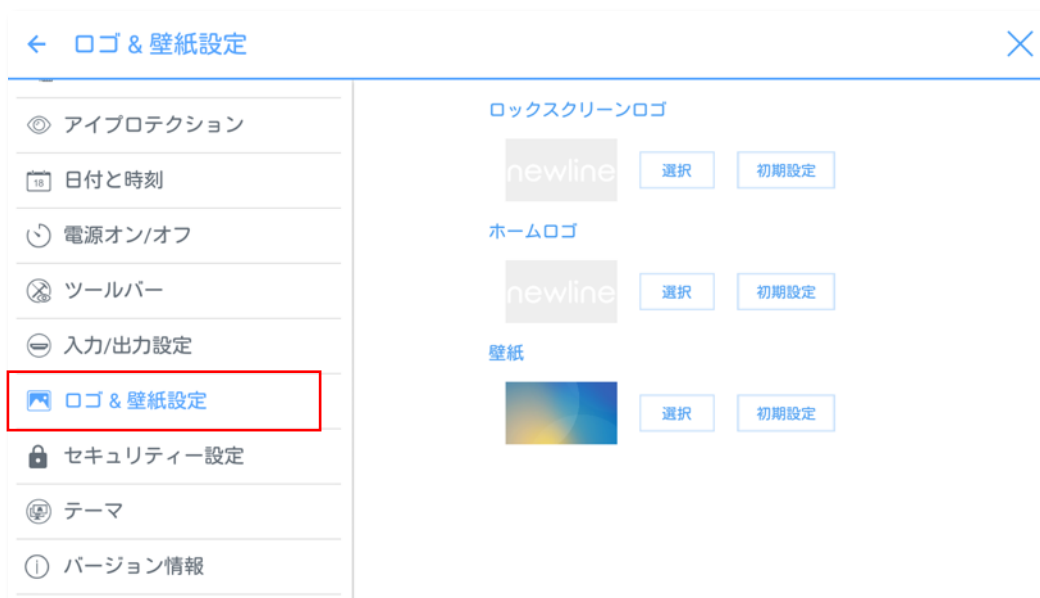 ロゴ & 壁紙設定
アイプロテクション
18
日付と時刻
電源オン/オフ
ツールバー
入力/出力設定
ロゴ & 壁紙設定
セキュリティー設定
テーマ
バージョン情報
ロックスクリーンロゴ
newline
選択
初期設定
ホームロゴ
newline
選択
初期設定
壁紙
選択
初期設定